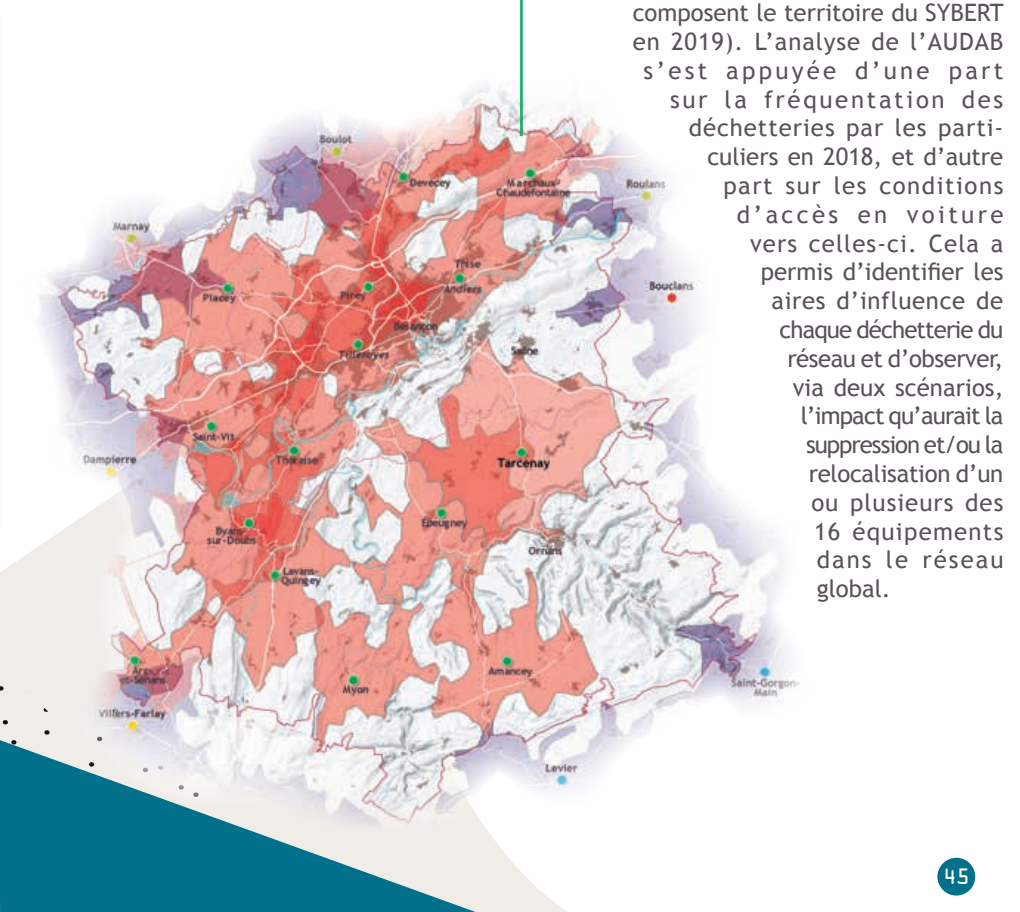 composent le territoire du SYBERT
en 2019). L’analyse de l’AUDAB
s’est appuyée d’une part
sur la fréquentation des
déchetteries par les parti-
culiers en 2018, et d’autre
part sur les conditions
d’accès en voiture
vers celles-ci. Cela a
permis d’identifier les
aires d’influence de
chaque déchetterie du
réseau et d’observer,
via deux scénarios,
l’impact qu’aurait la
suppression et/ou la
relocalisation d’un
ou plusieurs des
16 équipements
dans le réseau
global.
Boulot
Devecey
Marchaux-
Chaudefontaine
Roulans
Marnay
Placey
Pirey
Thise
Andiers
Bouclans
Besançon
Tilleroyes
Saône
Saint-Vit
Thoraise
Dampierre
Tarcenay
Byans-
sur-Doubs
Épeugney
Ornans
Lavans-
Quingey
Arc-
et-Senans
Myon
Amancey
Saint-Gorgon-
Main
Villers-Farlay
Levier
45